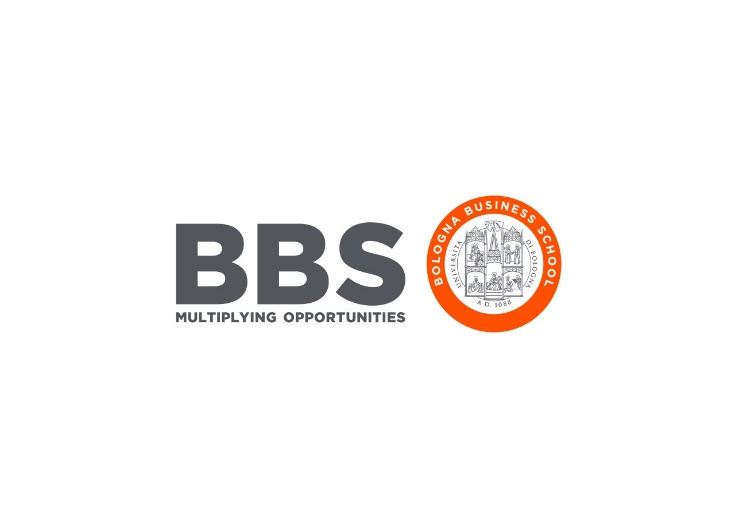 BBS
MULTIPLYING OPPORTUNITIES
BOLOGNA BUSINESS SCHOOL
UNIVERSITÀ DI BOLOGNA
A.D. 1088